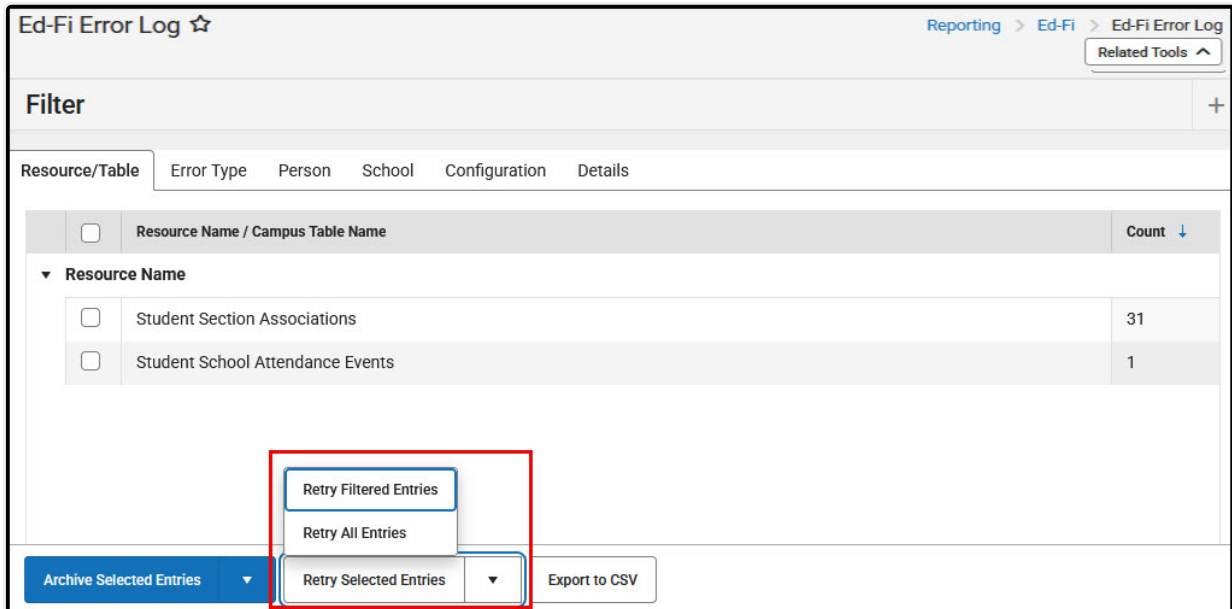 Ed-Fi Error Log
Reporting > Ed-Fi > Ed-Fi Error Log
Related Tools
Filter
Resource/Table Error Type Person School Configuration Details
Resource Name / Campus Table Name Count ↓
Resource Name
Student Section Associations 31
Student School Attendance Events 1
Retry Filtered Entries
Retry All Entries
Archive Selected Entries Retry Selected Entries Export to CSV